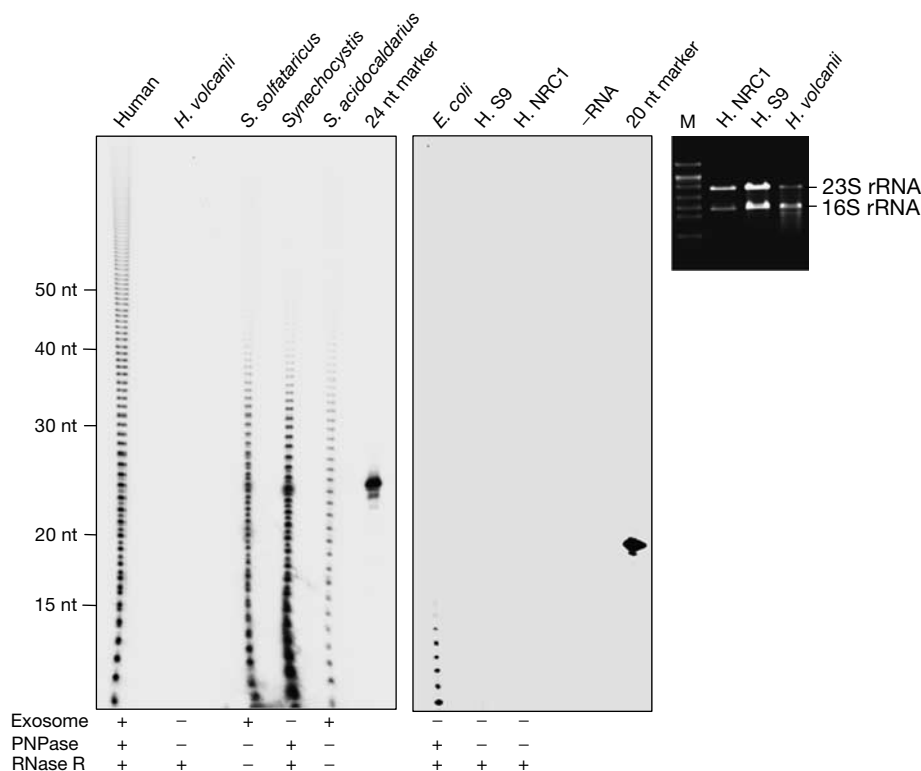 Human H. volcanii S. solfataricus Synechocystis S. acidocaldarius 24 nt marker E. coli H. S9 H. NRC1 –RNA 20 nt marker M H. NRC1 H. S9 H. volcanii
23S rRNA
16S rRNA
50 nt
40 nt
30 nt
20 nt
15 nt
Exosome + – + – + – – –
PNPase + – – + – + – –
RNase R + + – + – + + +